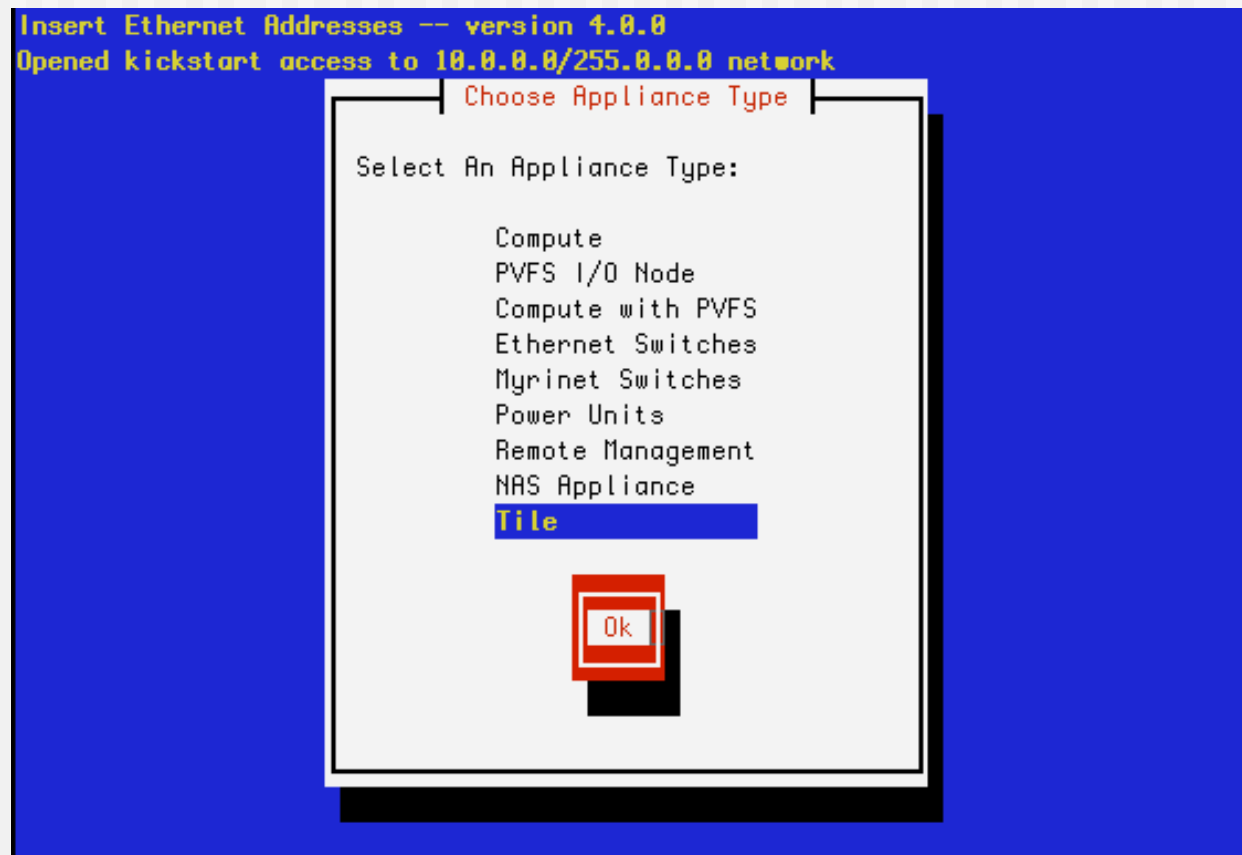 Insert Ethernet Addresses -- version 4.0.0
Opened kickstart access to 10.0.0.0/255.0.0.0 network
Choose Appliance Type
Select An Appliance Type:
Compute
PVFS I/O Node
Compute with PVFS
Ethernet Switches
Myrinet Switches
Power Units
Remote Management
NAS Appliance
Tile
Ok